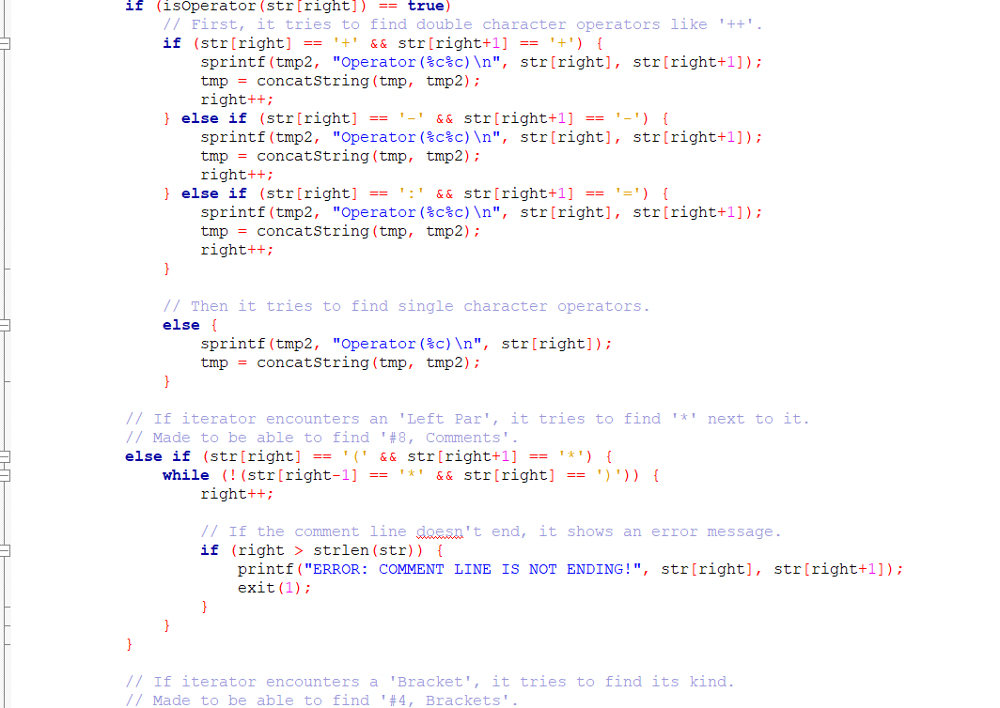 if (isOperator(str[right]) == true)
// First, it tries to find double character operators like '++'.
if (str[right] == '+' && str[right+1] == '+') {
sprintf(tmp2, "Operator(%c%c)\n", str[right], str[right+1]);
tmp = concatString(tmp, tmp2);
right++;
} else if (str[right] == '-' && str[right+1] == '-') {
sprintf(tmp2, "Operator(%c%c)\n", str[right], str[right+1]);
tmp = concatString(tmp, tmp2);
right++;
} else if (str[right] == ':' && str[right+1] == '=') {
sprintf(tmp2, "Operator(%c%c)\n", str[right], str[right+1]);
tmp = concatString(tmp, tmp2);
right++;
}
// Then it tries to find single character operators.
else {
sprintf(tmp2, "Operator(%c)\n", str[right]);
tmp = concatString(tmp, tmp2);
}
// If iterator encounters an 'Left Par', it tries to find '*' next to it.
// Made to be able to find '#8, Comments'.
else if (str[right] == '(' && str[right+1] == '*') {
while (!(str[right-1] == '*' && str[right] == ')')) {
right++;
// If the comment line doesn't end, it shows an error message.
if (right > strlen(str)) {
printf("ERROR: COMMENT LINE IS NOT ENDING!", str[right], str[right+1]);
exit(1);
}
}
}
// If iterator encounters a 'Bracket', it tries to find its kind.
// Made to be able to find '#4, Brackets'.